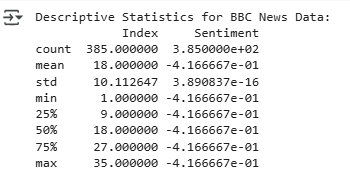 Descriptive Statistics for BBC News Data:
Index Sentiment
count 385.000000 3.850000e+02
mean 18.000000 -4.166667e-01
std 10.112647 3.890837e-16
min 1.000000 -4.166667e-01
25% 9.000000 -4.166667e-01
50% 18.000000 -4.166667e-01
75% 27.000000 -4.166667e-01
max 35.000000 -4.166667e-01